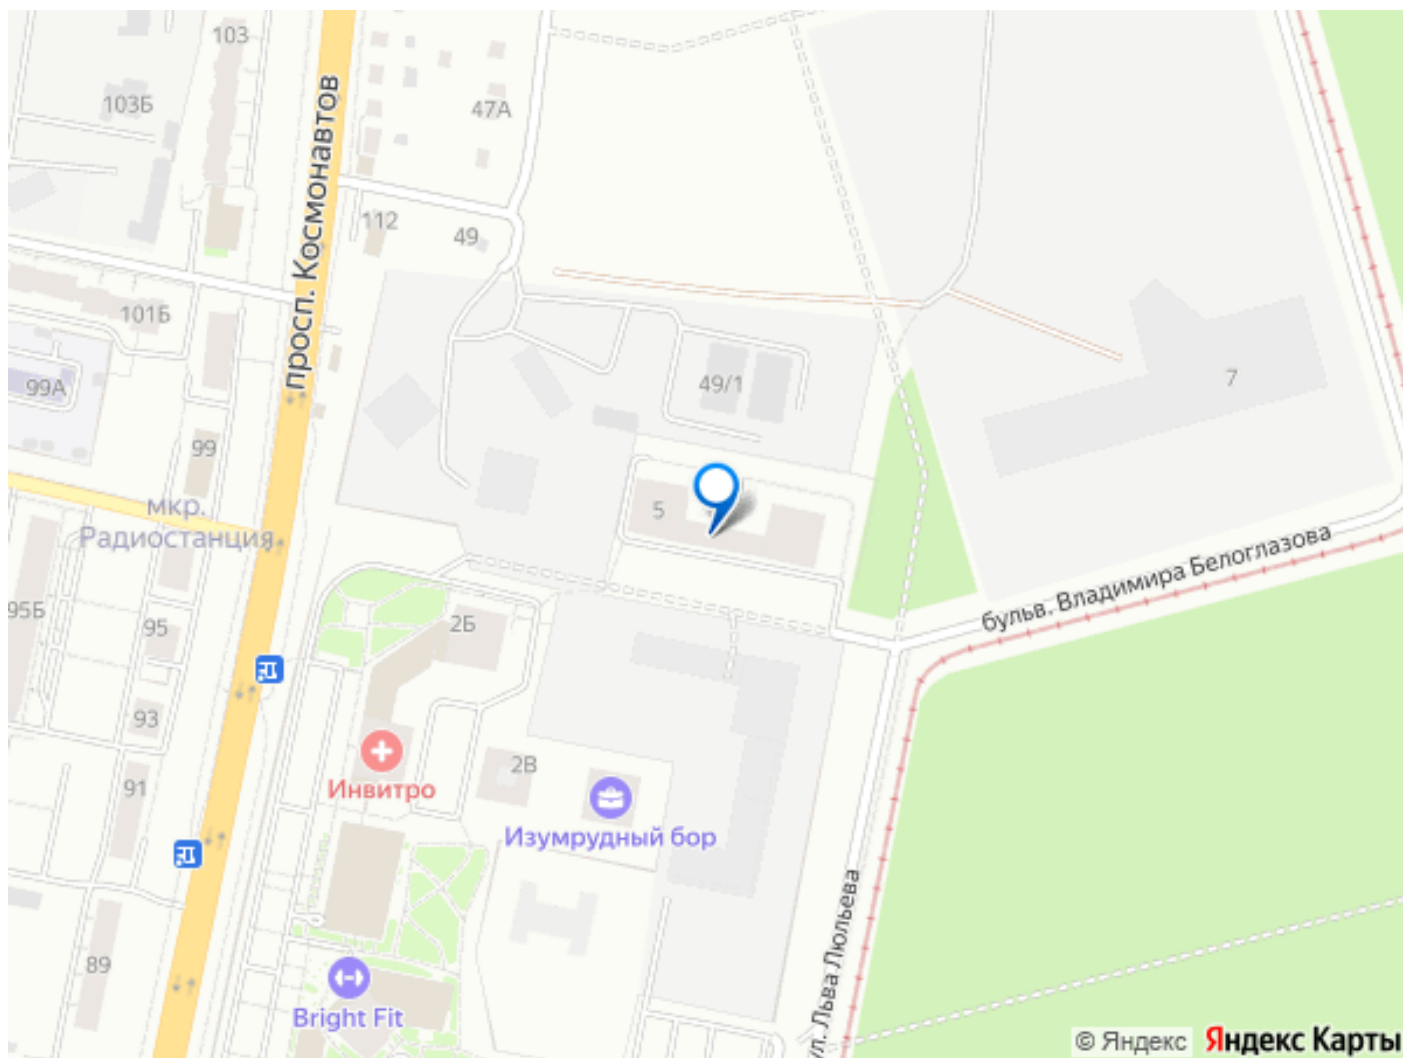 103
103Б
47А
просп. Космонавтов
112
49
101Б
99А
49/1
7
99
5
мкр.
Радиостанция
бульв. Владимира Белоглазова
95Б
95
2Б
93
2В
91
Инвитро
Изумрудный бор
ул. Льва Люльева
89
Bright Fit
© Яндекс Яндекс Карты